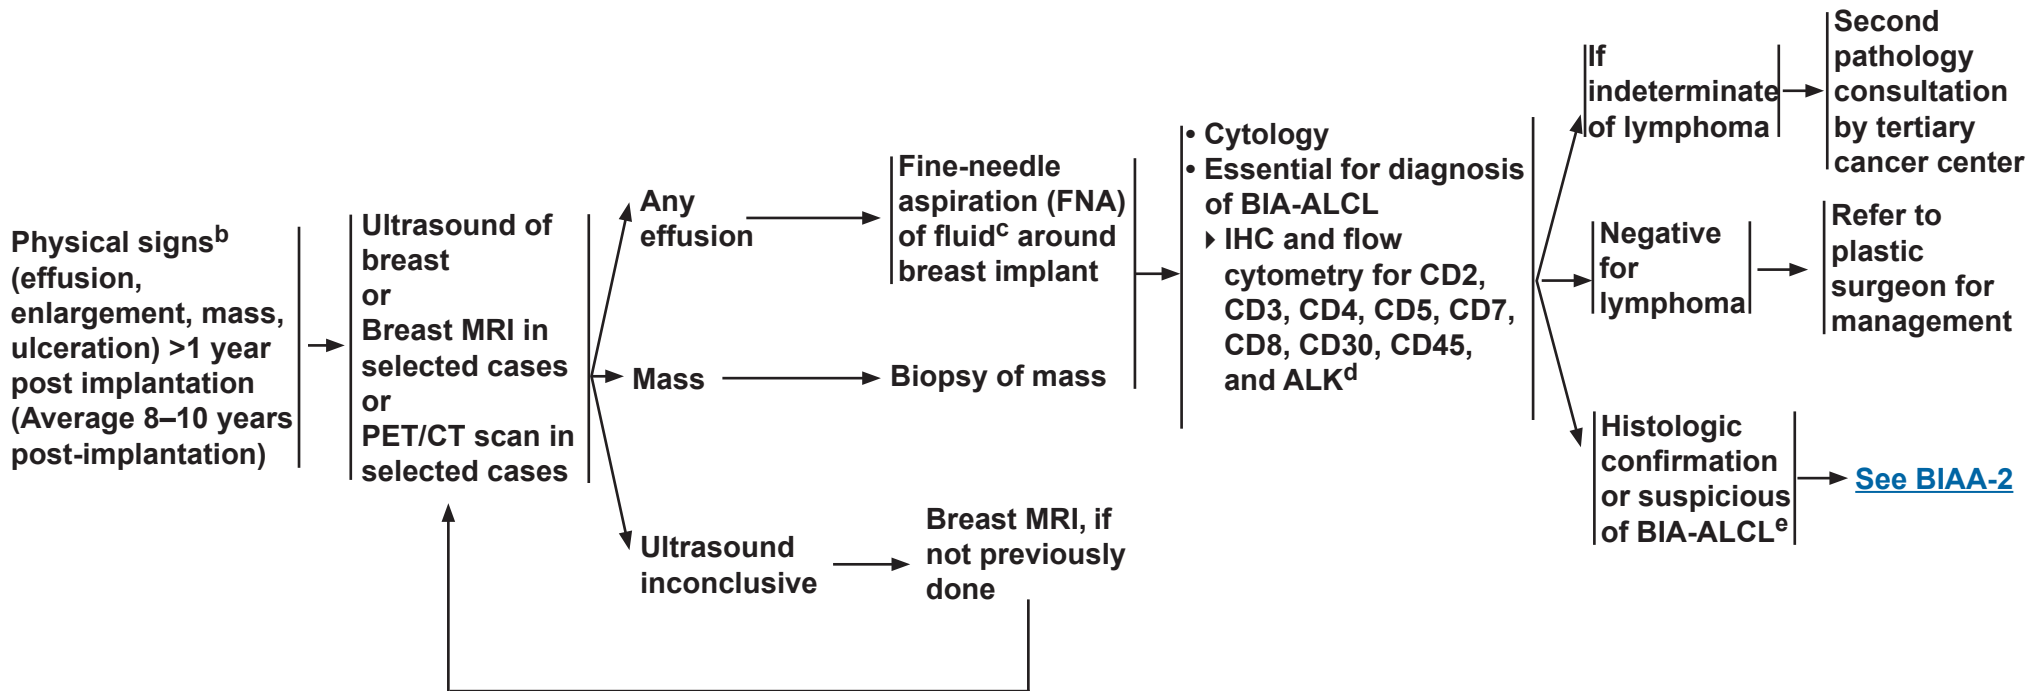 Physical signsb
(effusion,
enlargement, mass,
ulceration) >1 year
post implantation
(Average 8–10 years
post-implantation)
Ultrasound of
breast
or
Breast MRI in
selected cases
or
PET/CT scan in
selected cases
Any
effusion
Fine-needle
aspiration (FNA)
of fluidc around
breast implant
Mass
Biopsy of mass
Ultrasound
inconclusive
Breast MRI, if
not previously
done
• Cytology
• Essential for diagnosis
of BIA-ALCL
‣ IHC and flow
cytometry for CD2,
CD3, CD4, CD5, CD7,
CD8, CD30, CD45,
and ALKd
If
indeterminate
of lymphoma
Second
pathology
consultation
by tertiary
cancer center
Negative
for
lymphoma
Refer to
plastic
surgeon for
management
Histologic
confirmation
or suspicious
of BIA-ALCLe
See BIAA-2